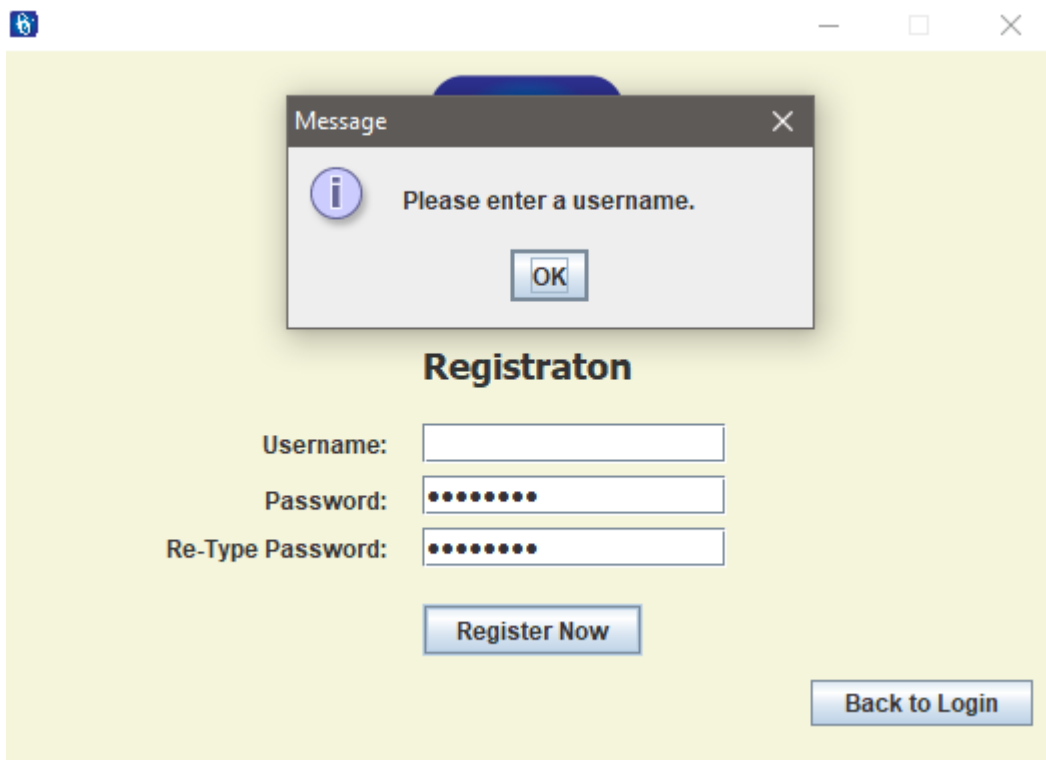 Message
Please enter a username.
OK
Registraton
Username:
Password:
Re-Type Password:
Register Now
Back to Login